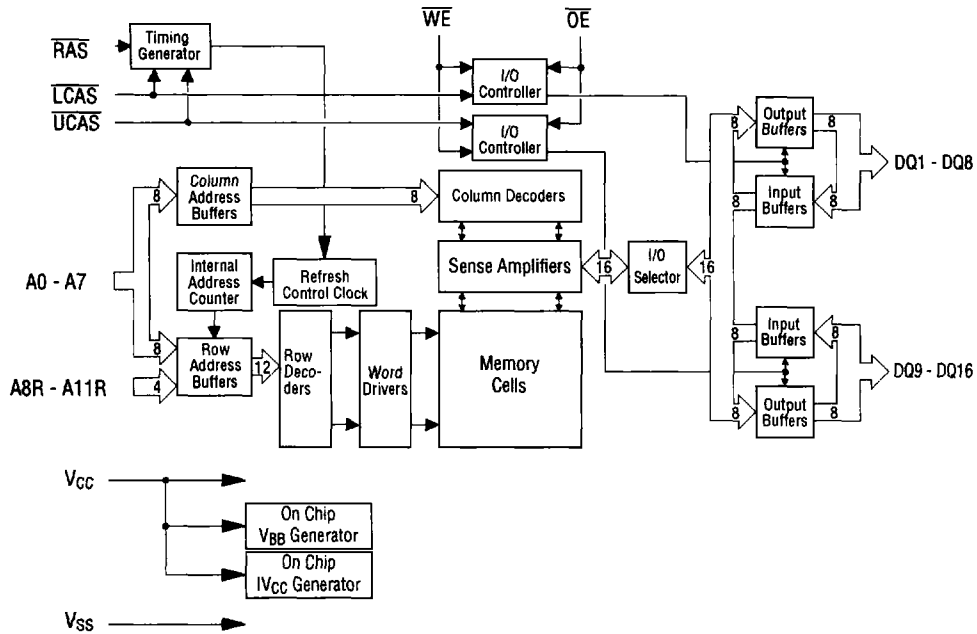 WE
OE
RAS
Timing
Generator
LCAS
UCAS
I/O
Controller
I/O
Controller
8
Output
Buffers
8
DQ1 - DQ8
8
Input
Buffers
8
8
Column
Address
Buffers
8
Column Decoders
Sense Amplifiers
16
I/O
Selector
16
A0 - A7
Internal
Address
Counter
Refresh
Control Clock
8
Row
Address
Buffers
12
Row
Deco-
ders
Word
Drivers
Memory
Cells
A8R - A11R
4
8
Input
Buffers
8
DQ9 - DQ16
8
Output
Buffers
8
VCC
On Chip
VBB Generator
On Chip
IVCC Generator
VSS